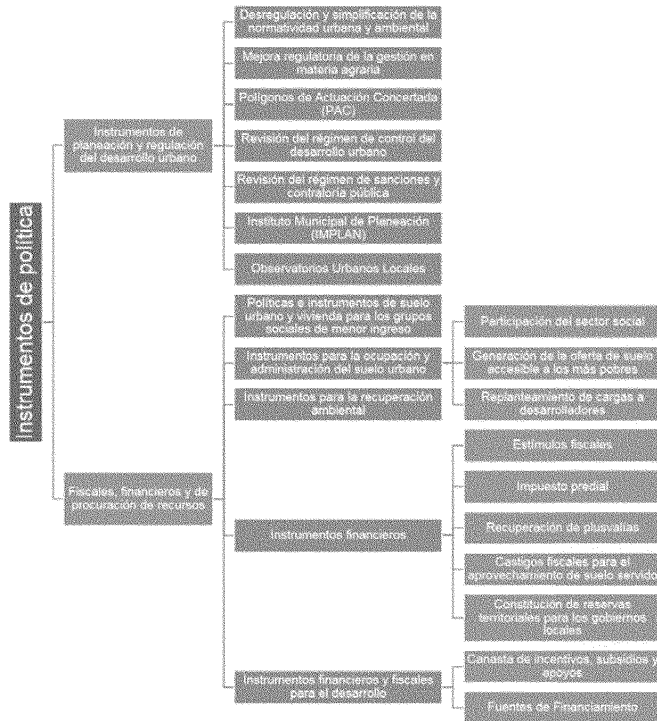 Instrumentos de política
Instrumentos de
planeación y regulación
del desarrollo urbano
Desregulación y simplificación de la
normatividad urbana y ambiental
Mejora regulatoria de la gestión en
materia agraria
Polígonos de Actuación Concertada
(PAC)
Revisión del régimen de control del
desarrollo urbano
Revisión del régimen de sanciones y
contraloría pública
Instituto Municipal de Planeación
(IMPLAN)
Observatorios Urbanos Locales
Fiscales, financieros y de
procuración de recursos
Políticas e instrumentos de suelo
urbano y vivienda para los grupos
sociales de menor ingreso
Instrumentos para la ocupación y
administración del suelo urbano
Participación del sector social
Generación de la oferta de suelo
accesible a los más pobres
Replanteamiento de cargas a
desarrolladores
Instrumentos para la recuperación
ambiental
Instrumentos financieros
Estímulos fiscales
Impuesto predial
Recuperación de plusvalías
Castigos fiscales para el
aprovechamiento de suelo servido
Constitución de reservas
territoriales para los gobiernos
locales
Instrumentos financieros y fiscales
para el desarrollo
Canasta de incentivos, subsidios y
apoyos
Fuentes de Financiamiento